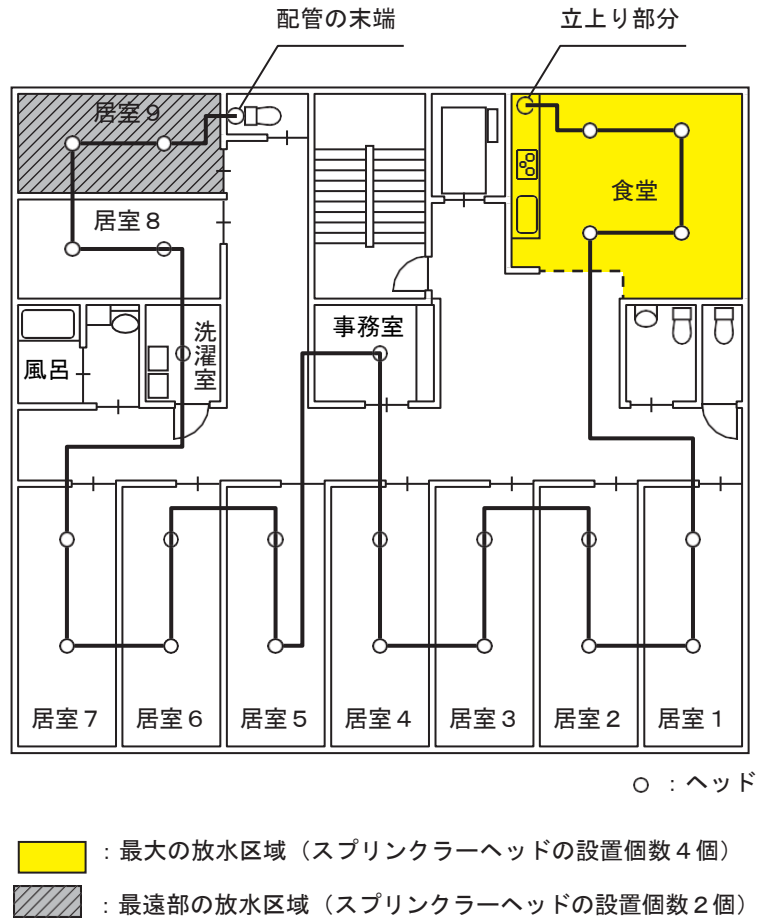 配管の末端
立上り部分
居室９
食堂
居室８
洗濯室
事務室
風呂
居室７
居室６
居室５
居室４
居室３
居室２
居室１
○ ：ヘッド
：最大の放水区域（スプリンクラーヘッドの設置個数４個）
：最遠部の放水区域（スプリンクラーヘッドの設置個数２個）